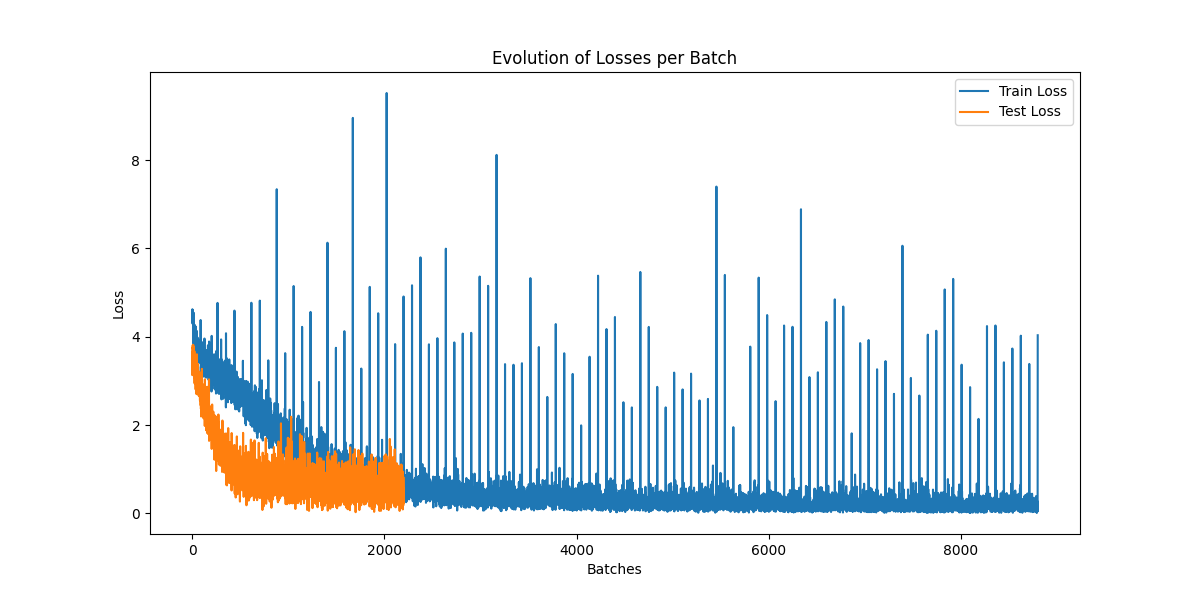 Evolution of Losses per Batch
Train Loss
Test Loss
Loss
8
6
4
2
0
0 2000 4000 6000 8000
Batches